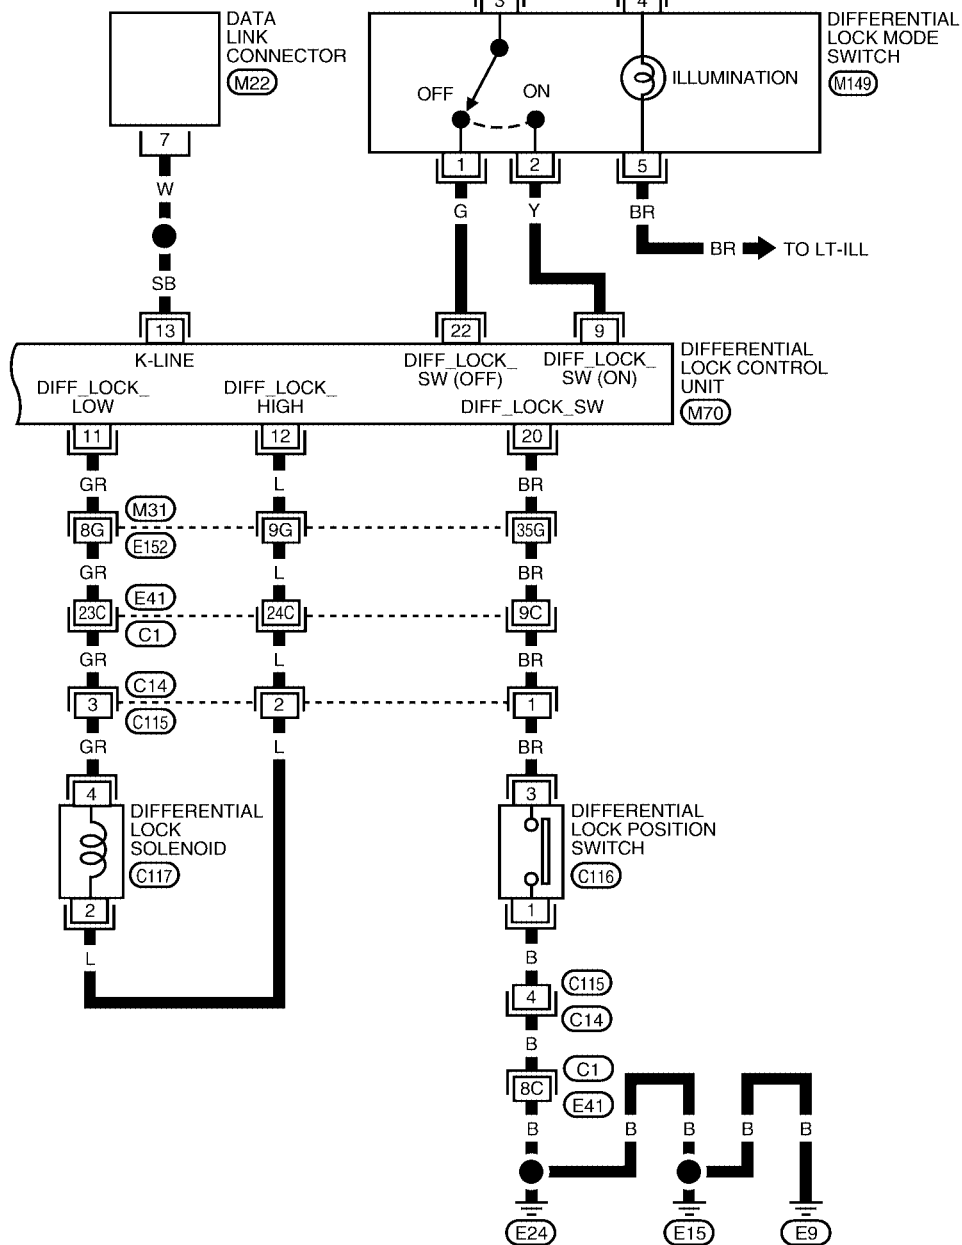 3
4
DATA
LINK
CONNECTOR
M22
DIFFERENTIAL
LOCK MODE
SWITCH
M149
OFF
ON
ILLUMINATION
7
1
2
5
W
G
Y
BR
BR
TO LT-ILL
SB
13
22
9
K-LINE
DIFF_LOCK_
SW (OFF)
DIFF_LOCK_
SW (ON)
DIFFERENTIAL
LOCK CONTROL
UNIT
M70
DIFF_LOCK_
LOW
DIFF_LOCK_
HIGH
DIFF_LOCK_SW
11
12
20
GR
L
BR
M31
8G
9G
35G
E152
GR
L
BR
E41
23C
24C
9C
C1
GR
L
BR
C14
3
2
1
C115
GR
L
BR
4
3
DIFFERENTIAL
LOCK
SOLENOID
C117
DIFFERENTIAL
LOCK POSITION
SWITCH
C116
2
1
L
B
C115
4
C14
B
C1
8C
E41
B
B
B
B
B
E24
E15
E9